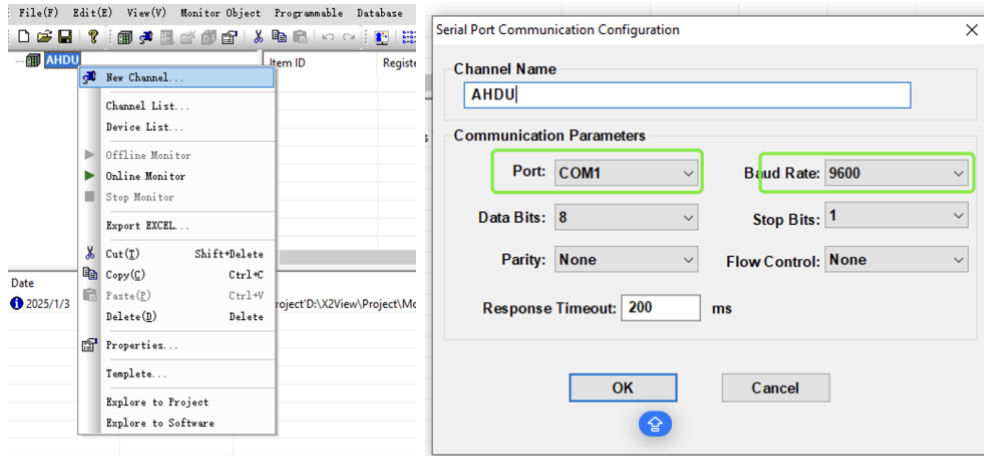 File(F) Edit(E) View(V) Monitor Object Programmable Database
AHDU
Item ID Registe
New Channel...
Channel List...
Device List...
Offline Monitor
Online Monitor
Stop Monitor
Export EXCEL...
Cut(T) Shift+Delete
Copy(C) Ctrl+C
Paste(P) Ctrl+V
Delete(D) Delete
Properties...
Templete...
Explore to Project
Explore to Software
Date
2025/1/3 roject'D:\X2View\Project\Mc
Serial Port Communication Configuration
Channel Name
AHDU
Communication Parameters
Port: COM1 Baud Rate: 9600
Data Bits: 8 Stop Bits: 1
Parity: None Flow Control: None
Response Timeout: 200 ms
OK Cancel